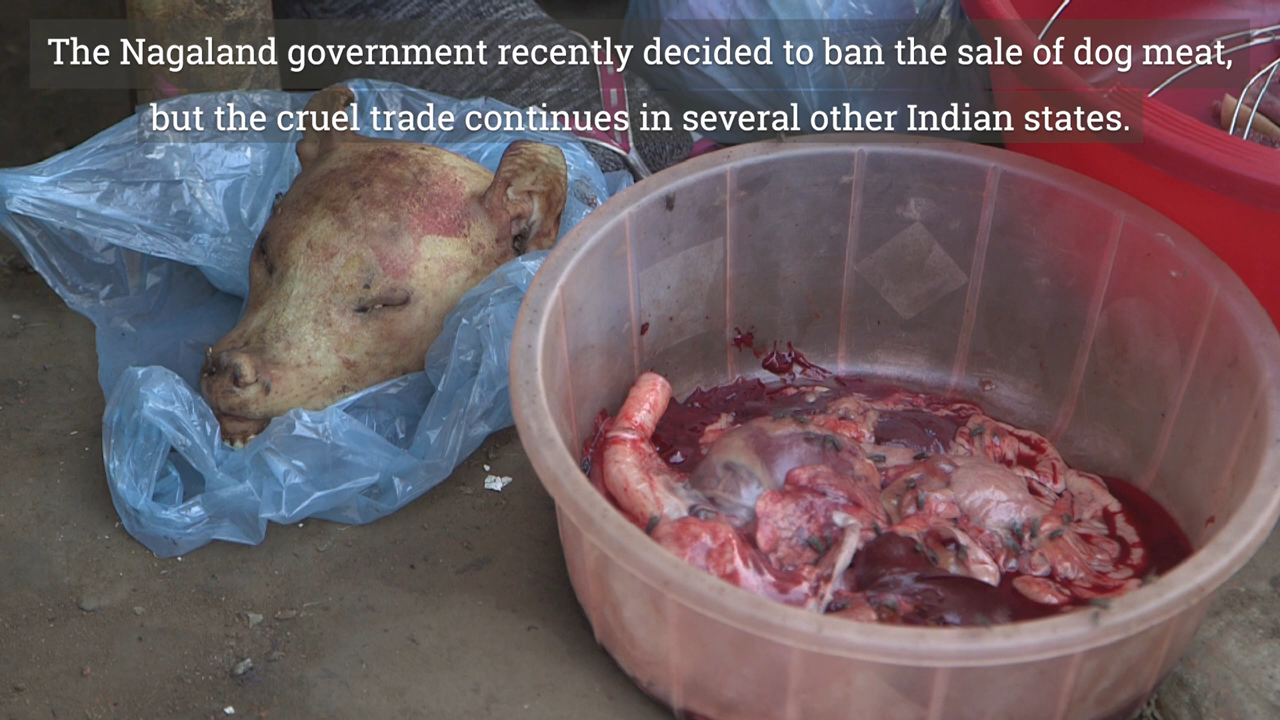 The Nagaland government recently decided to ban the sale of dog meat,
but the cruel trade continues in several other Indian states.